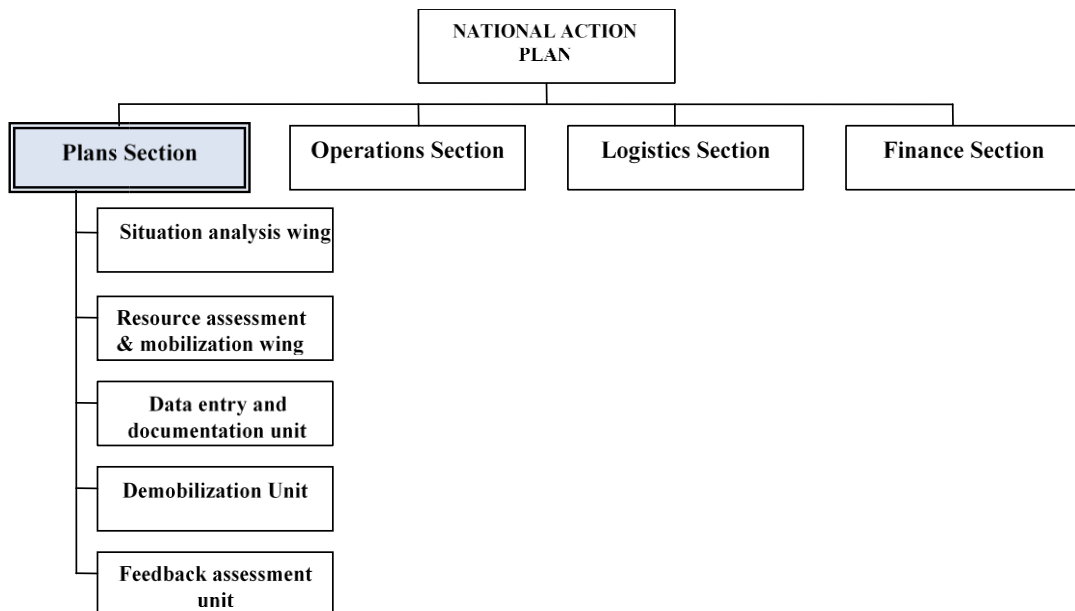 NATIONAL ACTION
PLAN
Plans Section
Operations Section
Logistics Section
Finance Section
Situation analysis wing
Resource assessment
& mobilization wing
Data entry and
documentation unit
Demobilization Unit
Feedback assessment
unit